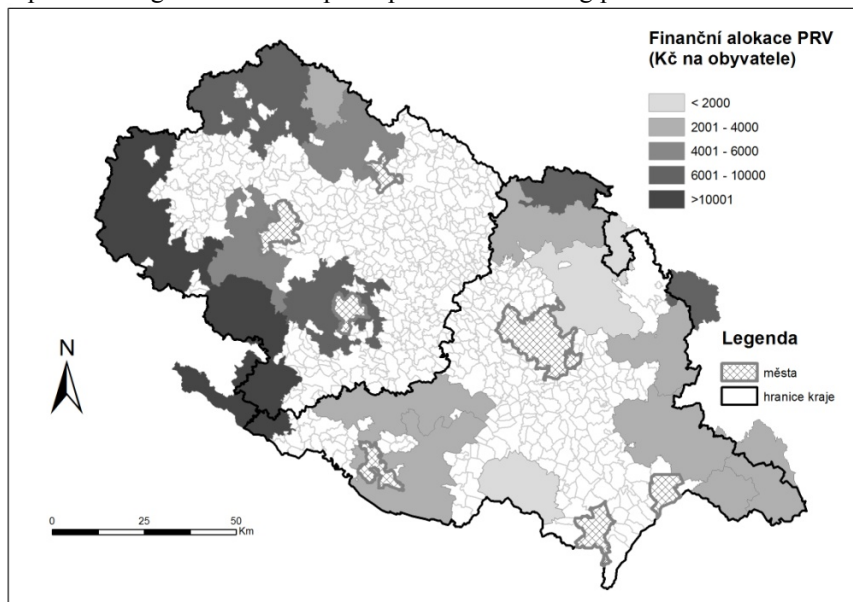 Finanční alokace PRV
(Kč na obyvatele)
< 2000
2001 - 4000
4001 - 6000
6001 - 10000
>10001
N
Legenda
města
hranice kraje
0 25 50
Km